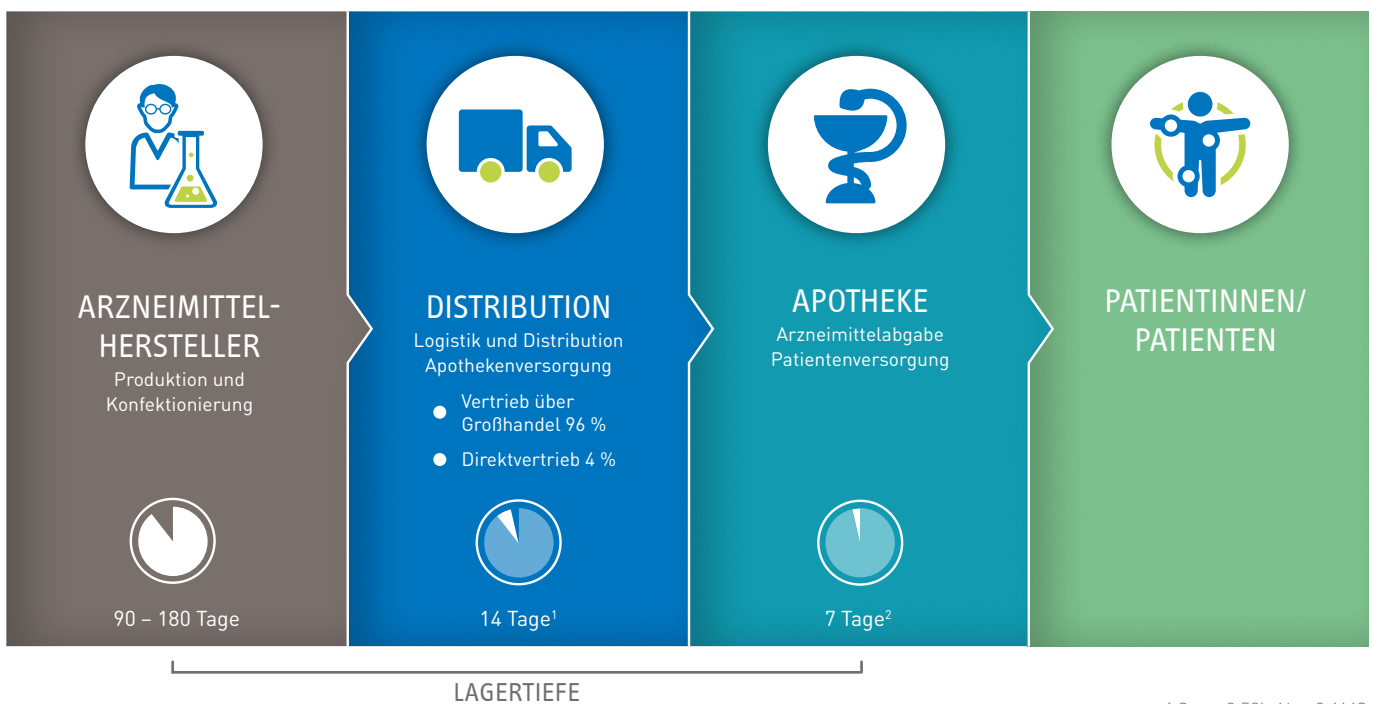 ARZNEIMITTEL-
HERSTELLER
Produktion und
Konfektionierung
90 – 180 Tage
DISTRIBUTION
Logistik und Distribution
Apothekenversorgung
Vertrieb über
Großhandel 96 %
Direktvertrieb 4 %
14 Tage¹
APOTHEKE
Arzneimittelabgabe
Patientenversorgung
7 Tage²
PATIENTINNEN/
PATIENTEN
LAGERTIEFE